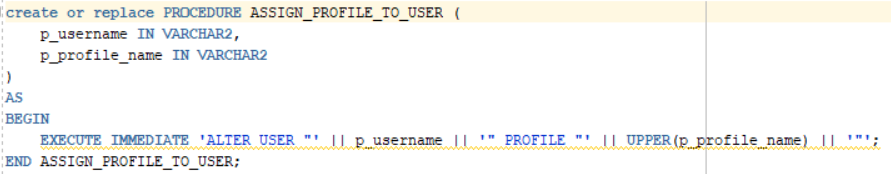 create or replace PROCEDURE ASSIGN_PROFILE_TO_USER (
    p_username IN VARCHAR2,
    p_profile_name IN VARCHAR2
)
AS
BEGIN
    EXECUTE IMMEDIATE 'ALTER USER "' || p_username || '" PROFILE "' || UPPER(p_profile_name) || '"';
END ASSIGN_PROFILE_TO_USER;